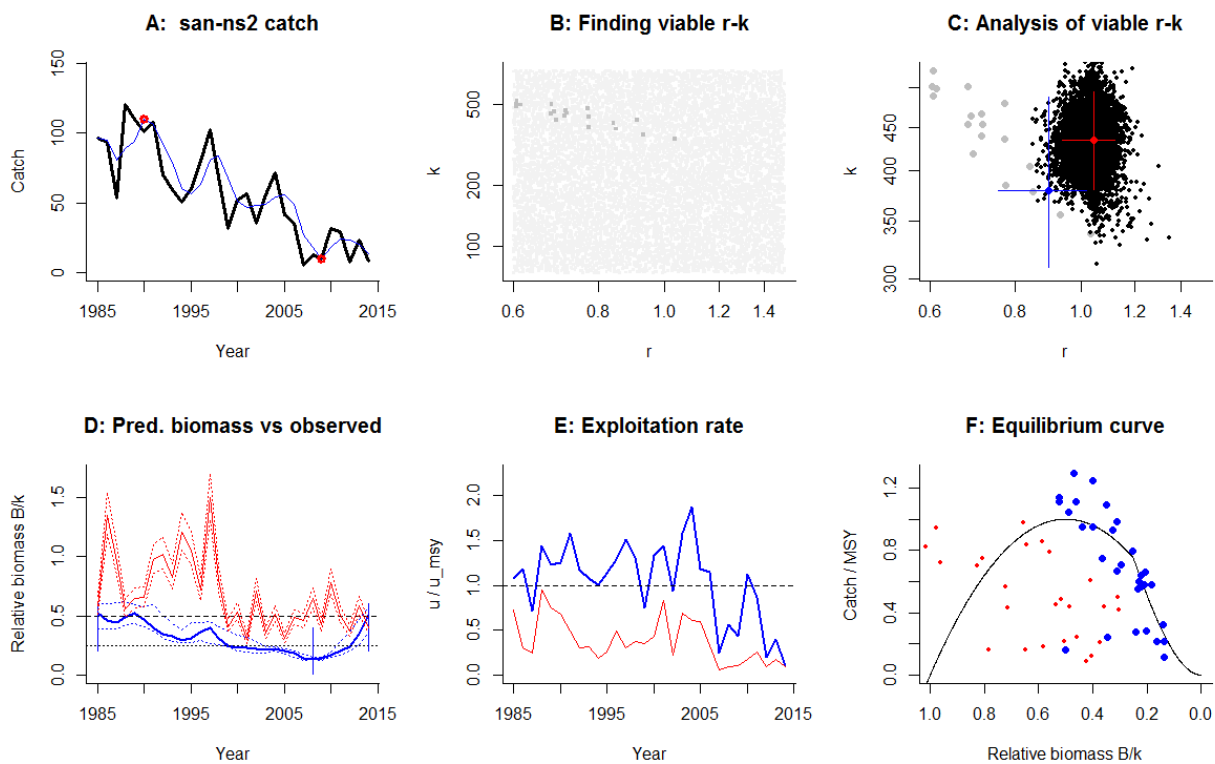 A: san-ns2 catch
B: Finding viable r-k
C: Analysis of viable r-k
150
100
50
0
Catch
1985 1995 2005 2015
Year
500
200
100
k
0.6 0.8 1.0 1.2 1.4
r
450
400
350
300
k
0.6 0.8 1.0 1.2 1.4
r
D: Pred. biomass vs observed
E: Exploitation rate
F: Equilibrium curve
1.5
1.0
0.5
0.0
Relative biomass B/k
1985 1995 2005 2015
Year
2.0
1.5
1.0
0.5
0.0
u / u_msy
1985 1995 2005 2015
Year
1.2
0.8
0.4
0.0
Catch / MSY
1.0 0.8 0.6 0.4 0.2 0.0
Relative biomass B/k